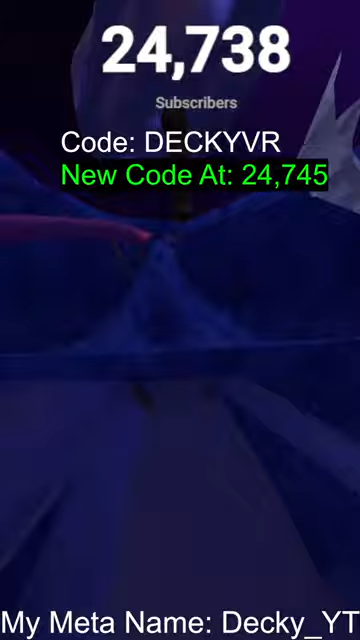 24,738
Subscribers
Code: DECKYVR
New Code At: 24,745
My Meta Name: Decky_YT